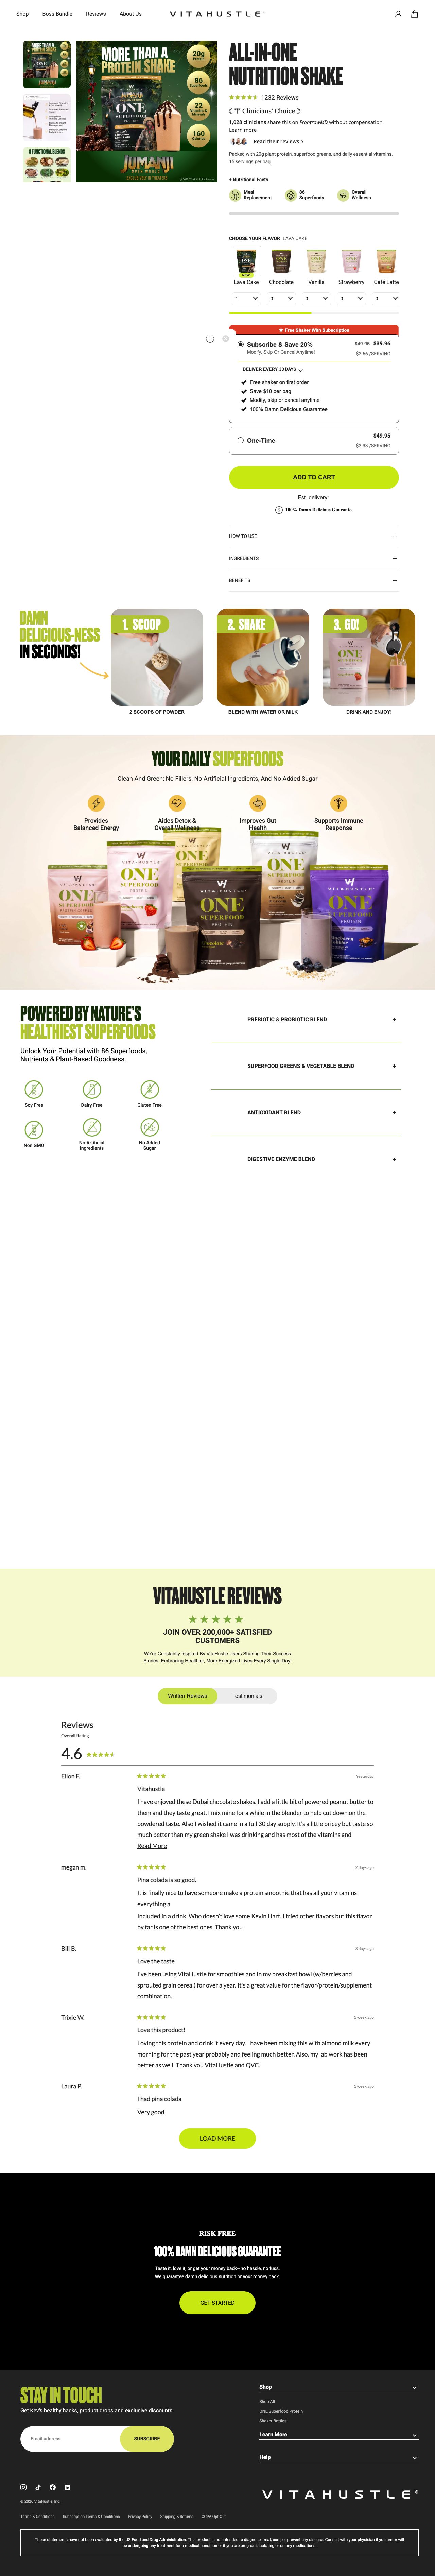 Shop
Boss Bundle
Reviews
About Us
VITAHUSTLE®
MORE THAN A
PROTEIN SHAKE
20g
86
Superfoods
22
160
Calories
ONE
JUMANJI
8 FUNCTIONAL BLENDS
ALL-IN-ONE
NUTRITION SHAKE
1232 Reviews
Clinicians' Choice
1,028 clinicians share this on FrontrowMD without compensation.
Learn more
Read their reviews >
Packed with 20g plant protein, superfood greens, and daily essential vitamins.
15 servings per bag.
+ Nutritional Facts
Meal
Replacement
86
Superfoods
Overall
Wellness
CHOOSE YOUR FLAVOR LAVA CAKE
Lava Cake
Chocolate
Vanilla
Strawberry
Café Latte
1
0
0
0
0
★ Free Shaker With Subscription
Subscribe & Save 20%
$49.95 $39.96
Modify, Skip Or Cancel Anytime!
$2.66 /SERVING
DELIVER EVERY 30 DAYS
Free shaker on first order
Save $10 per bag
Modify, skip or cancel anytime
100% Damn Delicious Guarantee
One-Time
$49.95
$3.33 /SERVING
ADD TO CART
Est. delivery:
100% Damn Delicious Guarantee
HOW TO USE +
INGREDIENTS +
BENEFITS +
DAMN
DELICIOUS-NESS
IN SECONDS!
1. SCOOP
2. SHAKE
3. GO!
2 SCOOPS OF POWDER
BLEND WITH WATER OR MILK
DRINK AND ENJOY!
YOUR DAILY SUPERFOODS
Clean And Green: No Fillers, No Artificial Ingredients, And No Added Sugar
Provides
Balanced Energy
Aides Detox &
Overall Wellness
Improves Gut
Health
Supports Immune
Response
VITAHUSTLE
ONE
SUPERFOOD
PROTEIN
POWERED BY NATURE'S
HEALTHIEST SUPERFOODS
Unlock Your Potential with 86 Superfoods,
Nutrients & Plant-Based Goodness.
Soy Free
Dairy Free
Gluten Free
Non GMO
No Artificial
Ingredients
No Added
Sugar
PREBIOTIC & PROBIOTIC BLEND +
SUPERFOOD GREENS & VEGETABLE BLEND +
ANTIOXIDANT BLEND +
DIGESTIVE ENZYME BLEND +
VITAHUSTLE REVIEWS
JOIN OVER 200,000+ SATISFIED
CUSTOMERS
We're Constantly Inspired By VitaHustle Users Sharing Their Success
Stories, Embracing Healthier, More Energized Lives Every Single Day!
Written Reviews
Testimonials
Reviews
Overall Rating
4.6
Ellon F.
Yesterday
Vitahustle
I have enjoyed these Dubai chocolate shakes. I add a little bit of powered peanut butter to
them and they taste great. I mix mine for a while in the blender to help cut down on the
powdered taste. Also I wished it came in a full 30 day supply. It's a little pricey but taste so
much better than my green shake I was drinking and has most of the vitamins and
Read More
megan m.
2 days ago
Pina colada is so good.
It is finally nice to have someone make a protein smoothie that has all your vitamins
everything a
Included in a drink. Who doesn't love some Kevin Hart. I tried other flavors but this flavor
by far is one of the best ones. Thank you
Bill B.
3 days ago
Love the taste
I've been using VitaHustle for smoothies and in my breakfast bowl (w/berries and
sprouted grain cereal) for over a year. It's a great value for the flavor/protein/supplement
combination.
Trixie W.
1 week ago
Love this product!
Loving this protein and drink it every day. I have been mixing this with almond milk every
morning for the past year probably and feeling much better. Also, my lab work has been
better as well. Thank you VitaHustle and QVC.
Laura P.
1 week ago
I had pina colada
Very good
LOAD MORE
RISK FREE
100% DAMN DELICIOUS GUARANTEE
Taste it, love it, or get your money back—no hassle, no fuss.
We guarantee damn delicious nutrition or your money back.
GET STARTED
STAY IN TOUCH
Get Kev's healthy hacks, product drops and exclusive discounts.
Email address
SUBSCRIBE
Shop
Shop All
ONE Superfood Protein
Shaker Bottles
Learn More
Help
© 2026 VitaHustle, Inc.
VITAHUSTLE®
Terms & Conditions
Subscription Terms & Conditions
Privacy Policy
Shipping & Returns
CCPA Opt-Out
These statements have not been evaluated by the US Food and Drug Administration. This product is not intended to diagnose, treat, cure, or prevent any disease. Consult with your physician if you are or will
be undergoing any treatment for a medical condition or if you are pregnant, lactating or on any medications.